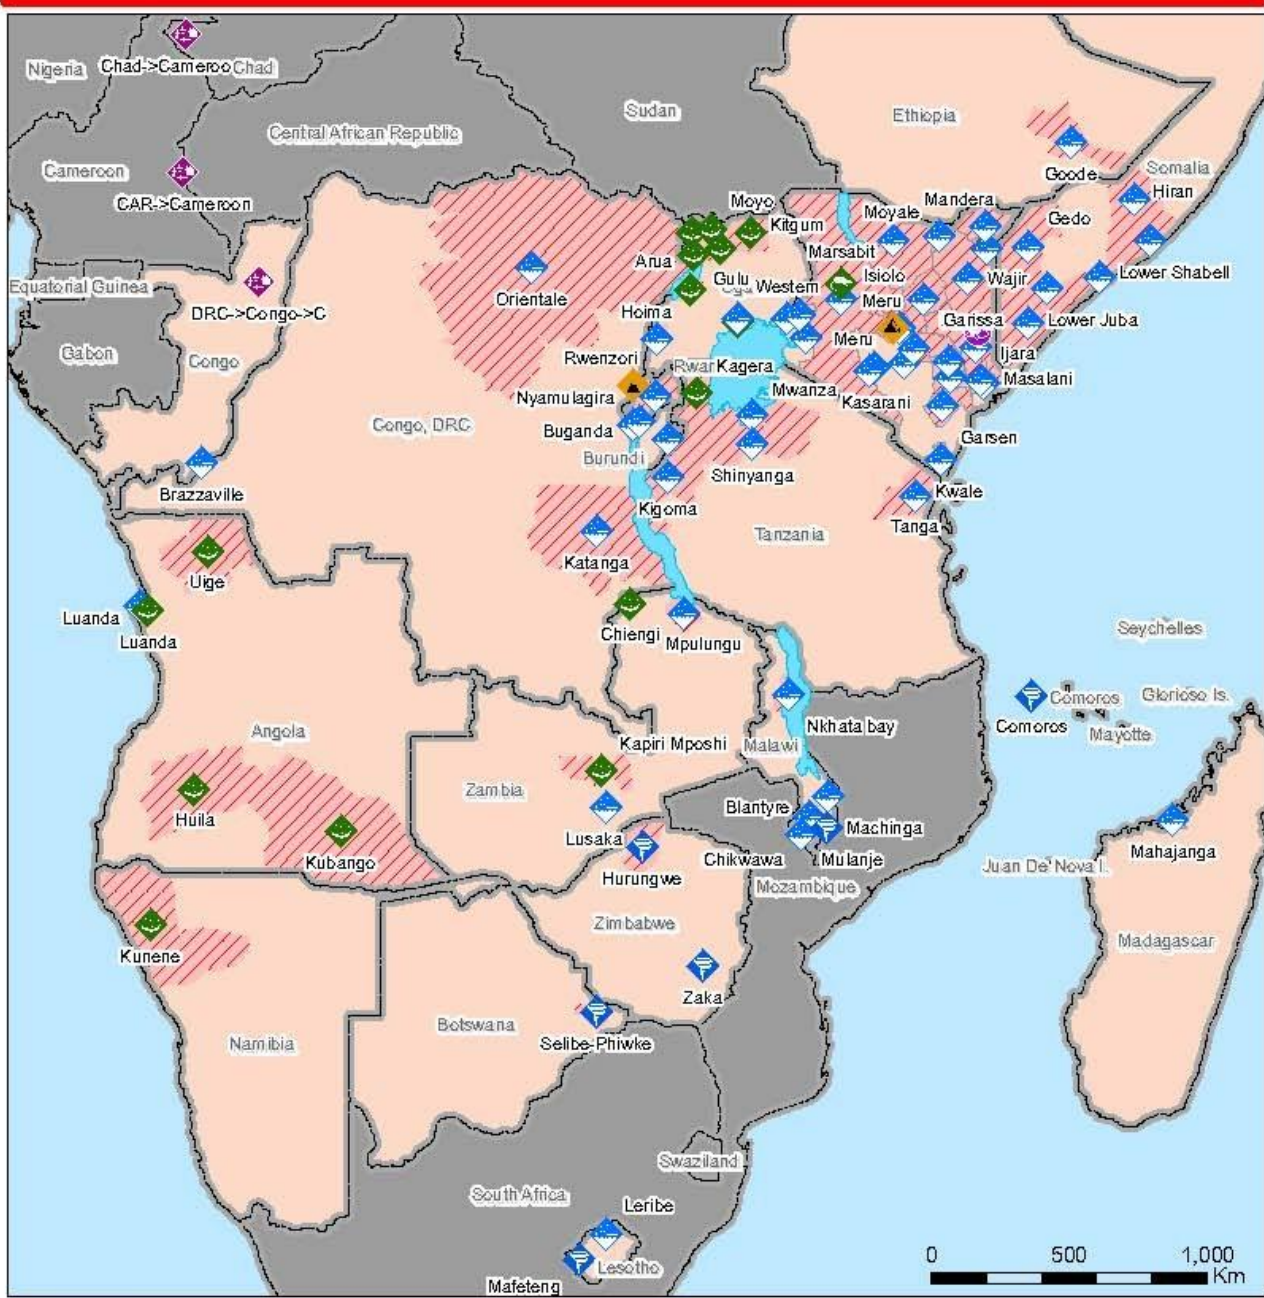 Chad->Cameroo
Chad
Nigeria
Sudan
Ethiopia
Central African Republic
Cameroon
CAR->Cameroon
Goode
Somalia
Hiran
Moyo
Mandera
Moyale
Gedo
Kitgum
Marsabit
Arua
Isiolo
Wajir
Lower Shabell
Gulu
Western
Equatorial Guinea
Orientale
Meru
DRC->Congo->C
Hoima
Garissa
Lower Juba
Meru
Gabon
Congo
Rwenzori
Ijara
Rwan
Kagera
Masalani
Nyamulagira
Mwanza
Kasarani
Congo, DRC
Buganda
Garsen
Burundi
Shinyanga
Brazzaville
Kwale
Kigoma
Tanga
Tanzania
Katanga
Uige
Luanda
Luanda
Chiengi
Mpulungu
Seychelles
Comoros
Glorioso Is.
Comoros
Nkhata bay
Angola
Mayotte
Kapiri Mposhi
Malawi
Zambia
Blantyre
Huila
Machinga
Lusaka
Mahajanga
Kubango
Chikwawa
Mulanje
Juan De Nova I.
Hurungwe
Mozambique
Zimbabwe
Madagascar
Kunene
Zaka
Botswana
Selibe-Phiwke
Namibia
Swaziland
South Africa
Leribe
0 500 1,000
Km
Lesotho
Mafeteng